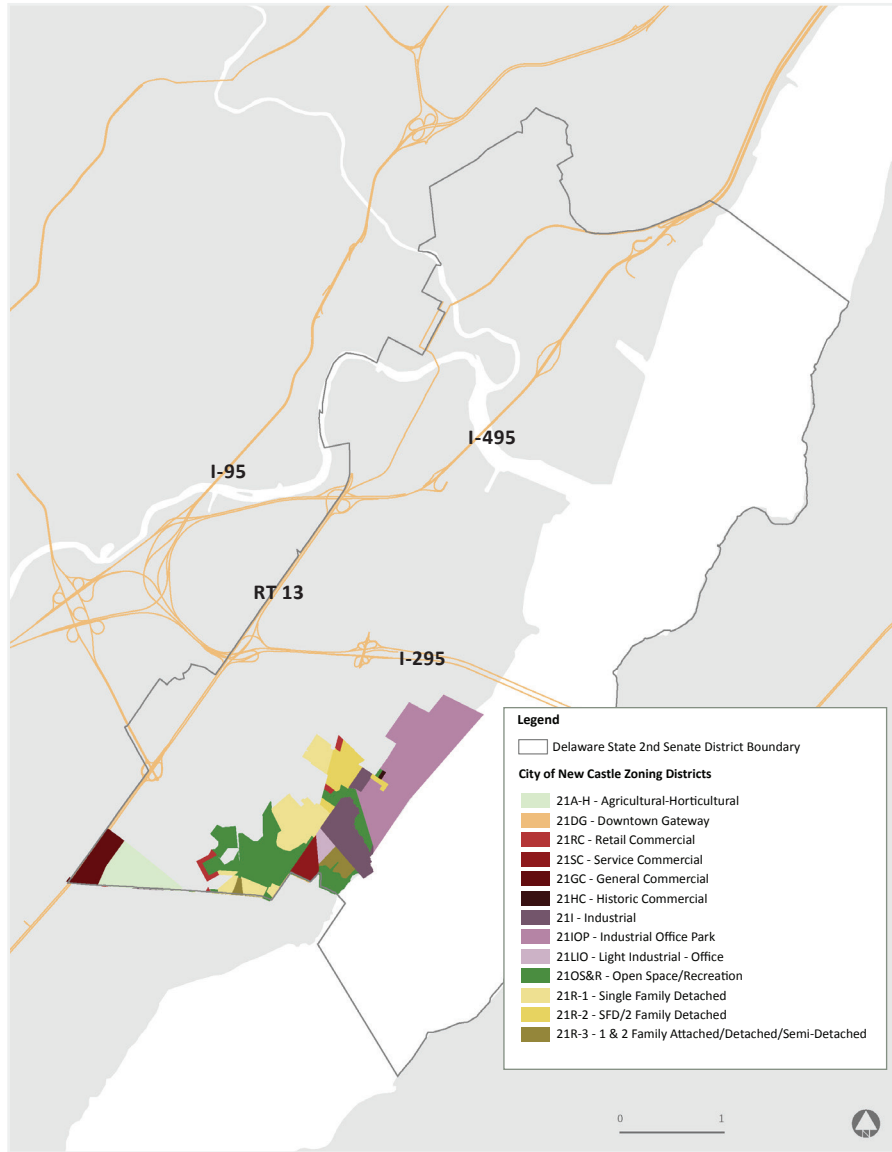 I-495
I-95
RT 13
I-295
Legend
Delaware State 2nd Senate District Boundary
City of New Castle Zoning Districts
21A-H - Agricultural-Horticultural
21DG - Downtown Gateway
21RC - Retail Commercial
21SC - Service Commercial
21GC - General Commercial
21HC - Historic Commercial
21I - Industrial
21IOP - Industrial Office Park
21LIO - Light Industrial - Office
21OS&R - Open Space/Recreation
21R-1 - Single Family Detached
21R-2 - SFD/2 Family Detached
21R-3 - 1 & 2 Family Attached/Detached/Semi-Detached
0 1
N